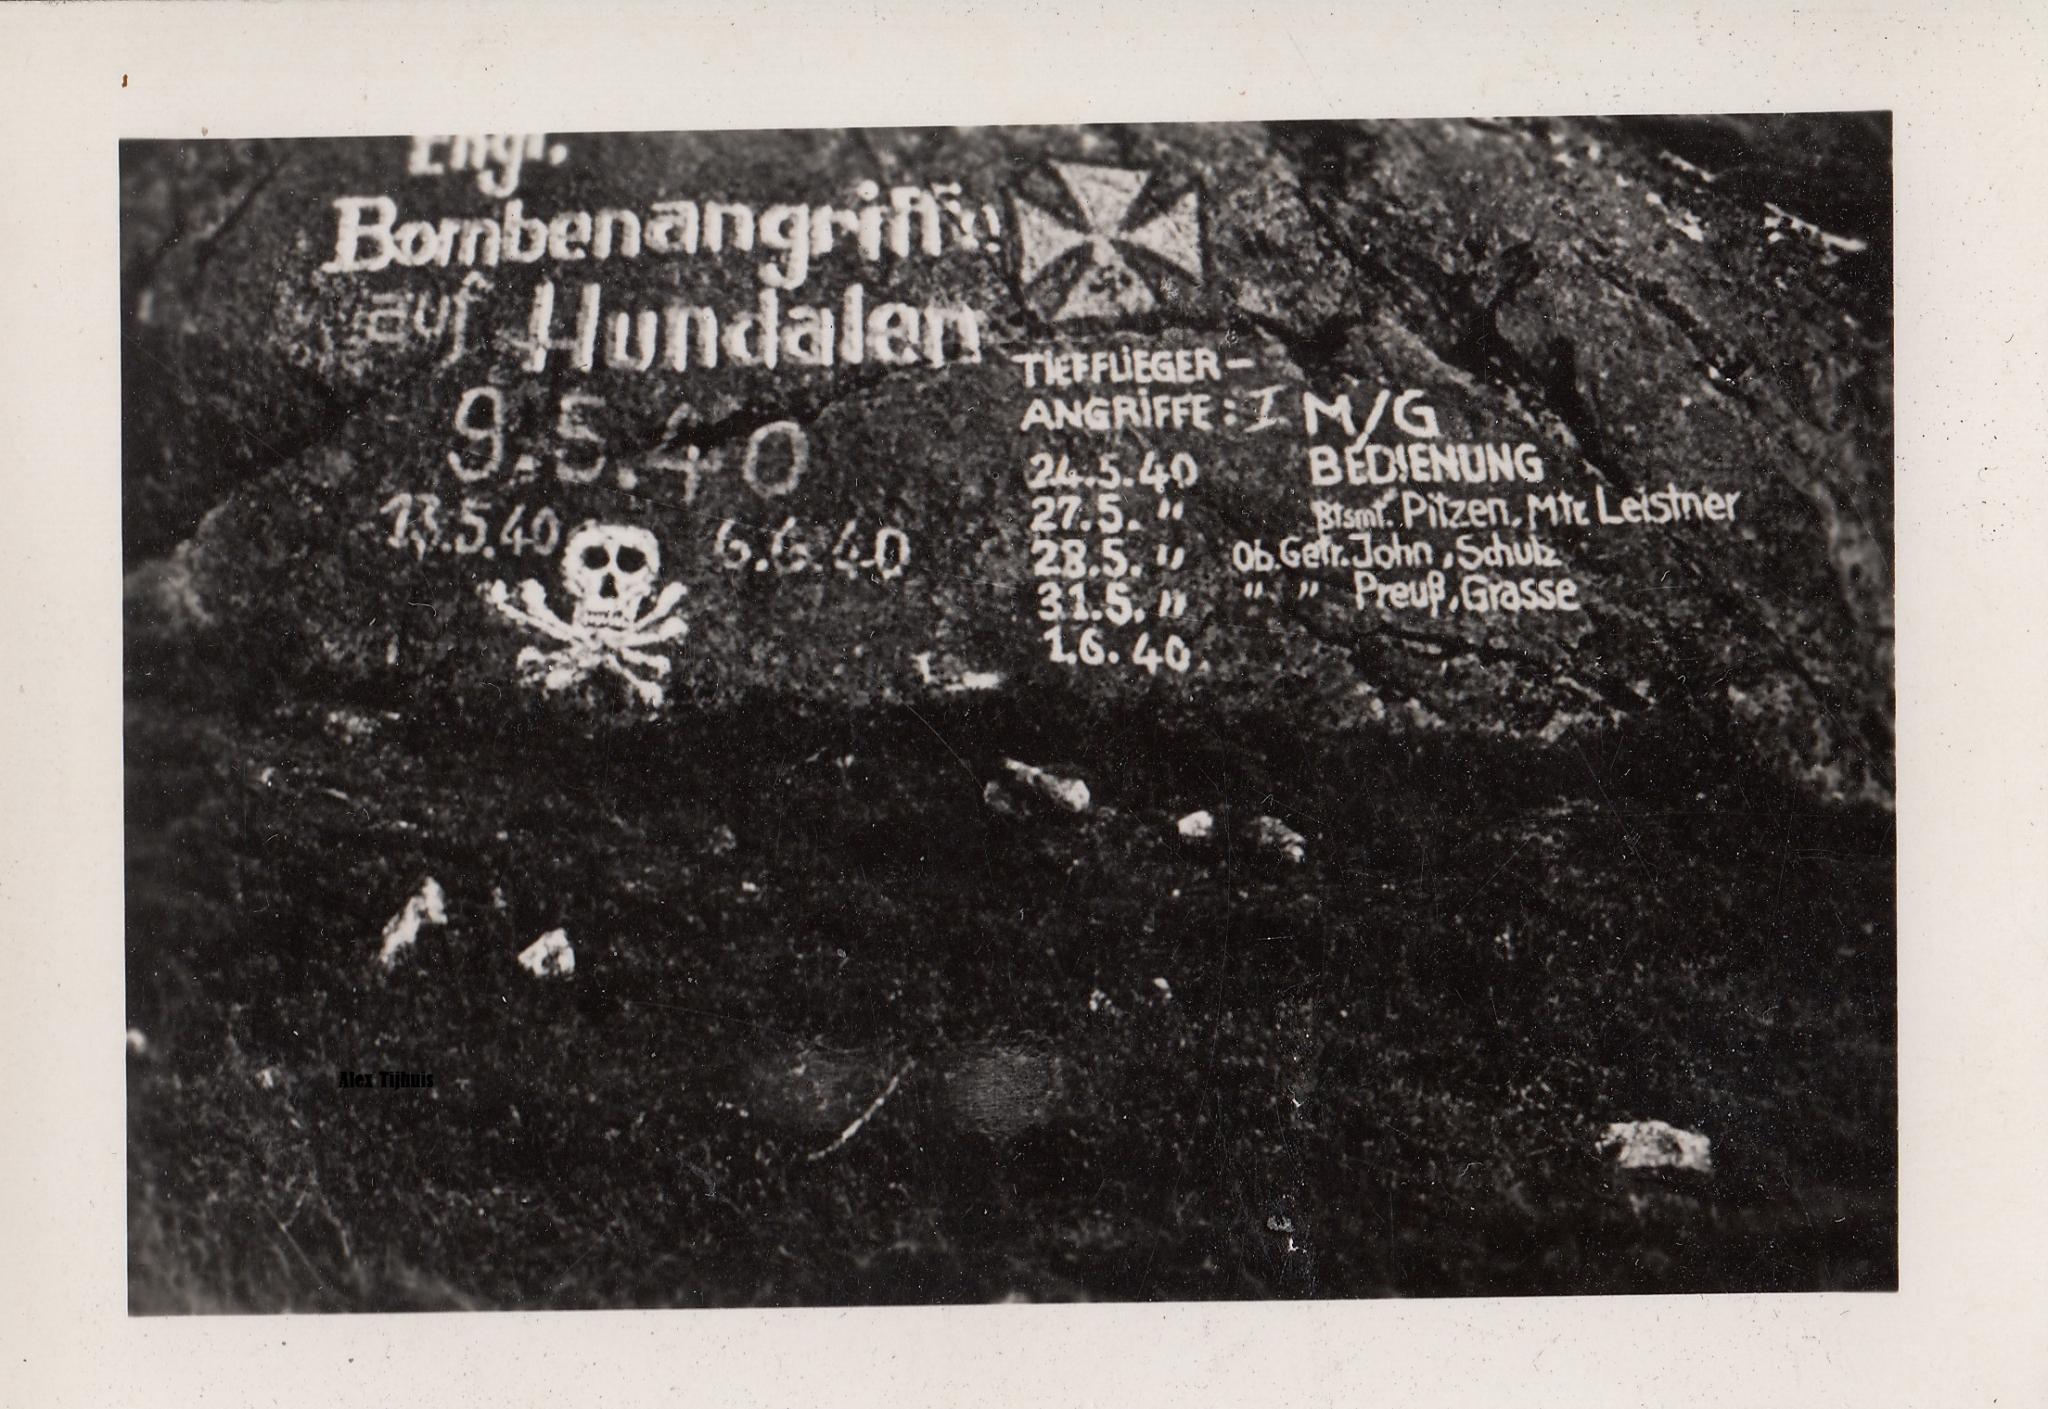 Engl.
Bombenangriffe!
auf Hundalen
9.5.40
13.5.40 6.6.40
TIEFFLIEGER-
ANGRIFFE: I
24.5.40
27.5. "
28.5. "
31.5. "
1.6.40.
M/G
BEDIENUNG
Btsmt. Pitzen, Mtr. Leistner
Ob.Gefr. John, Schulz
" " Preuß, Grasse
Alex Tijhuis